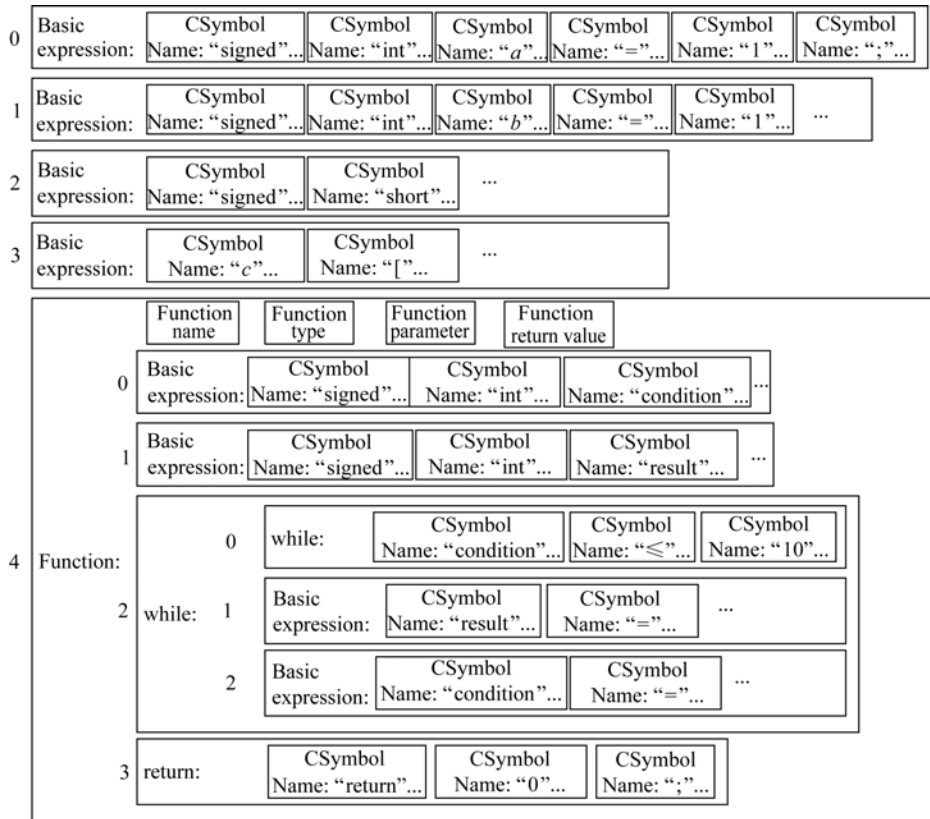 0 Basic expression: CSymbol Name: “signed”... CSymbol Name: “int”... CSymbol Name: “a”... CSymbol Name: “=”... CSymbol Name: “1”... CSymbol Name: “;”...
1 Basic expression: CSymbol Name: “signed”... CSymbol Name: “int”... CSymbol Name: “b”... CSymbol Name: “=”... CSymbol Name: “1”... ...
2 Basic expression: CSymbol Name: “signed”... CSymbol Name: “short”... ...
3 Basic expression: CSymbol Name: “c”... CSymbol Name: “[”... ...
4 Function:
Function name Function type Function parameter Function return value
0 Basic expression: CSymbol Name: “signed”... CSymbol Name: “int”... CSymbol Name: “condition”... ...
1 Basic expression: CSymbol Name: “signed”... CSymbol Name: “int”... CSymbol Name: “result”... ...
2 while:
0 while: CSymbol Name: “condition”... CSymbol Name: “≤”... CSymbol Name: “10”...
1 Basic expression: CSymbol Name: “result”... CSymbol Name: “=”... ...
2 Basic expression: CSymbol Name: “condition”... CSymbol Name: “=”... ...
3 return: CSymbol Name: “return”... CSymbol Name: “0”... CSymbol Name: “;”...